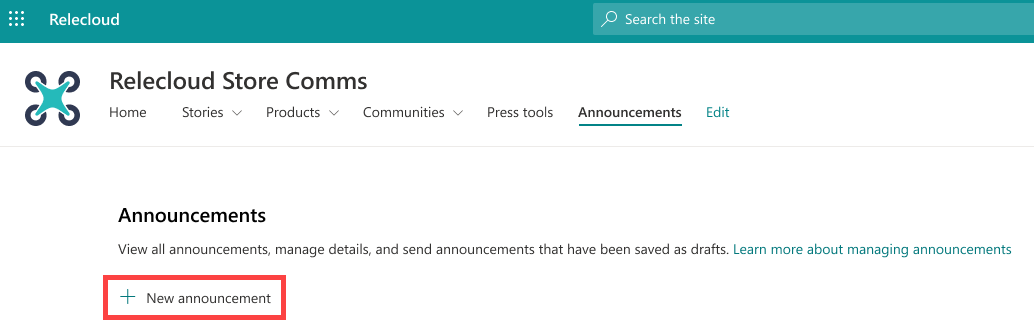 Relecloud Search the site
Relecloud Store Comms
Home Stories Products Communities Press tools Announcements Edit
Announcements
View all announcements, manage details, and send announcements that have been saved as drafts. Learn more about managing announcements
New announcement